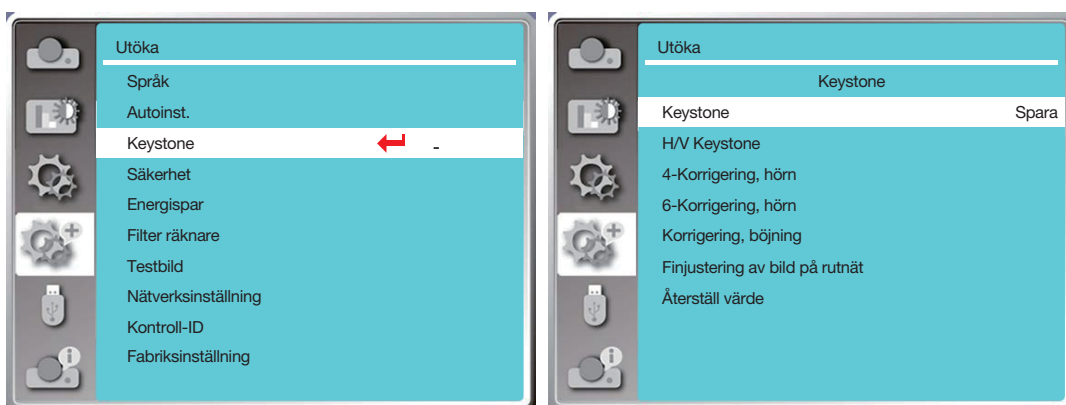 Utöka
Språk
Autoinst.
Keystone -
Säkerhet
Energispar
Filter räknare
Testbild
Nätverksinställning
Kontroll-ID
Fabriksinställning
Utöka
Keystone
Keystone Spara
H/V Keystone
4-Korrigering, hörn
6-Korrigering, hörn
Korrigering, böjning
Finjustering av bild på rutnät
Återställ värde